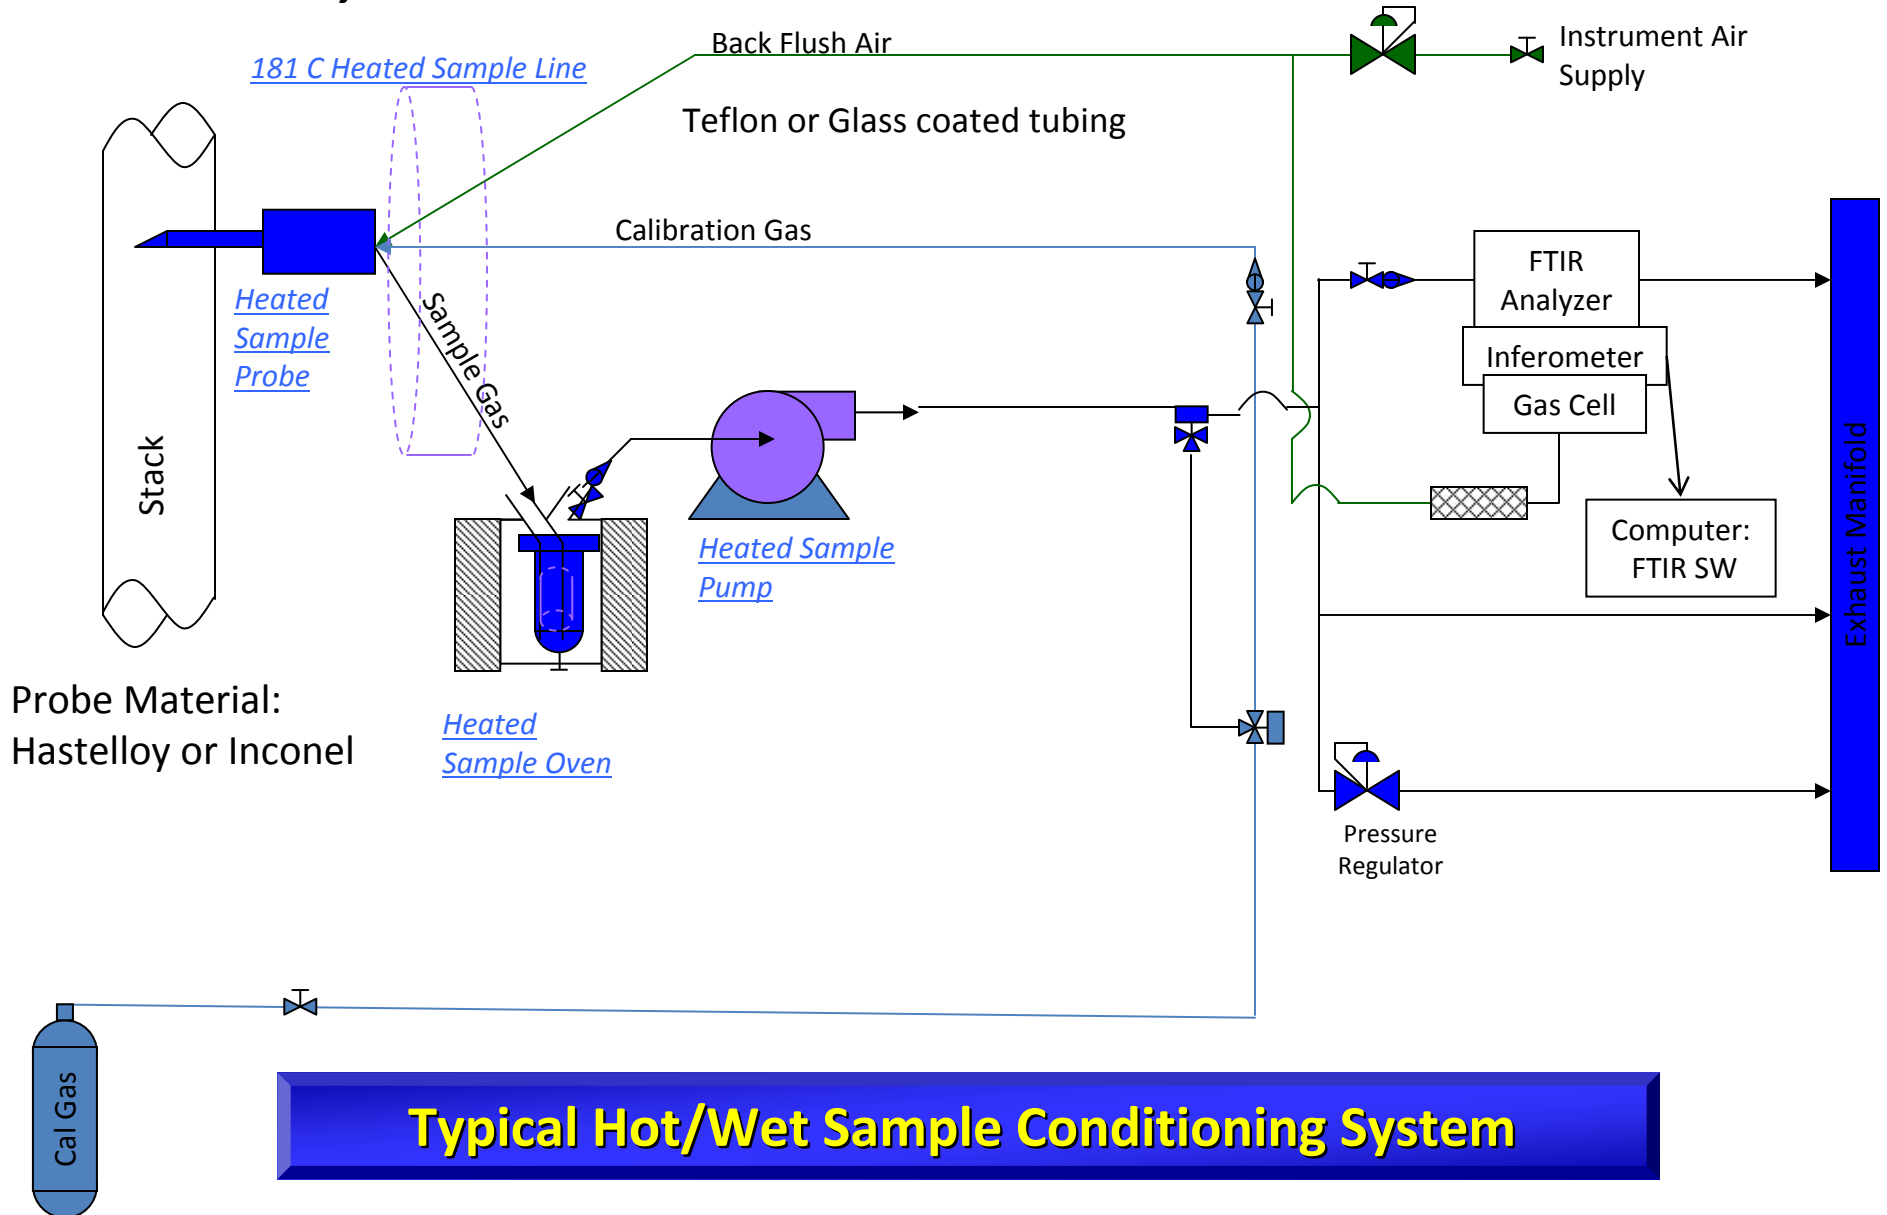 Back Flush Air
Instrument Air
Supply
181 C Heated Sample Line
Teflon or Glass coated tubing
Calibration Gas
FTIR
Analyzer
Heated
Sample
Probe
Sample Gas
Inferometer
Gas Cell
Stack
Exhaust Manifold
Computer:
FTIR SW
Heated Sample
Pump
Probe Material:
Hastelloy or Inconel
Heated
Sample Oven
Pressure
Regulator
Cal Gas
Typical Hot/Wet Sample Conditioning System